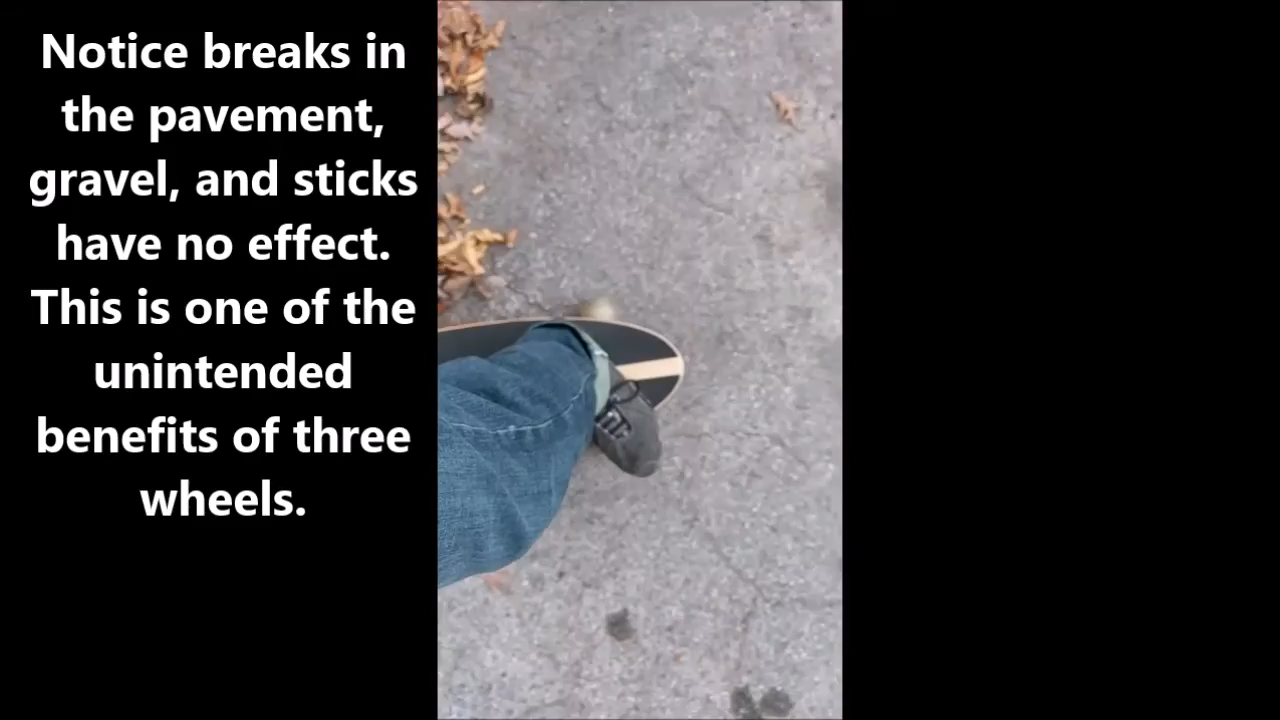 Notice breaks in
the pavement,
gravel, and sticks
have no effect.
This is one of the
unintended
benefits of three
wheels.